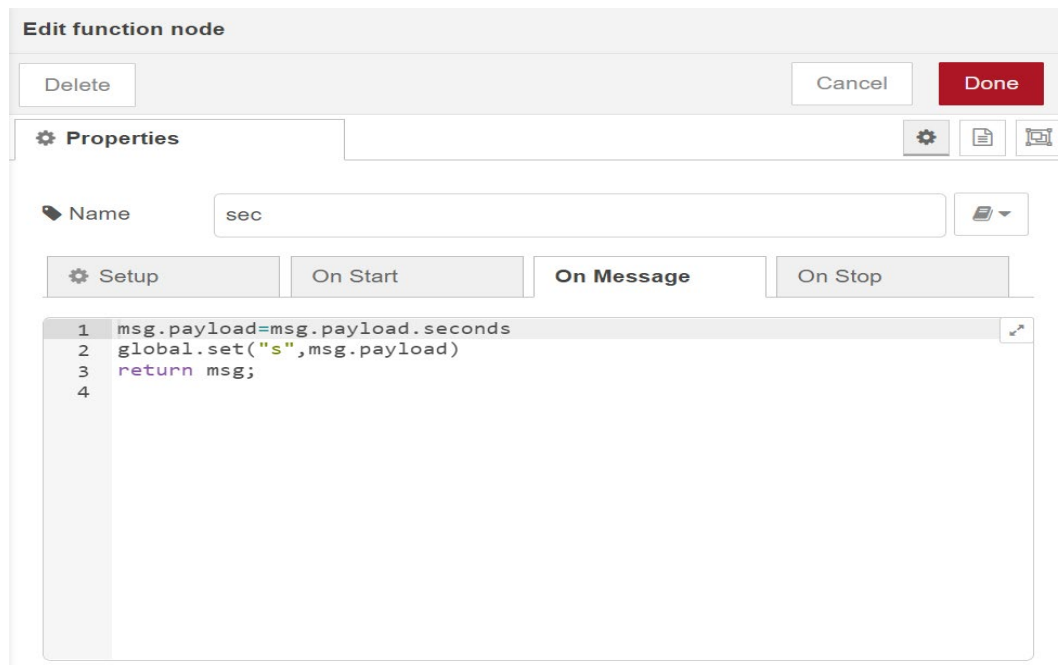 Edit function node
Delete Cancel Done
Properties
Name sec
Setup On Start On Message On Stop
1 msg.payload=msg.payload.seconds
2 global.set("s",msg.payload)
3 return msg;
4